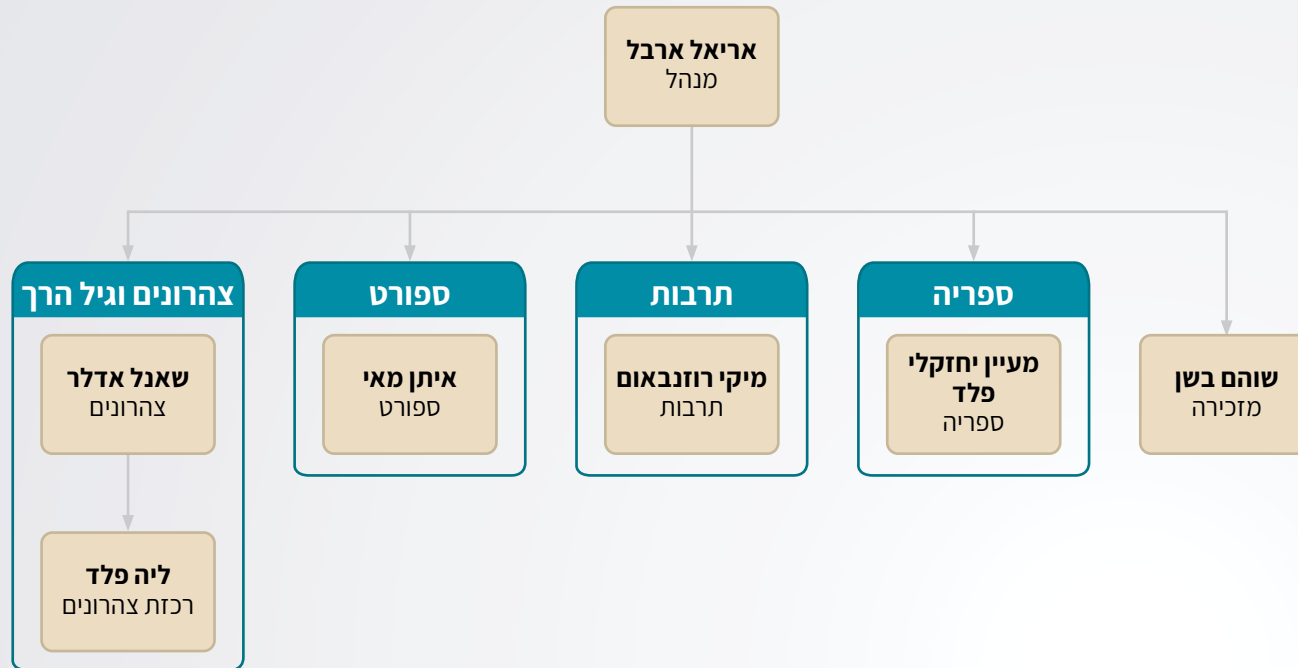 אריאל ארבל
מנהל
ספריה
תרבות
ספורט
צהרונים וגיל הרך
שוהם בשן
מזכירה
מעיין יחזקלי
פלד
ספריה
מיקי רוזנבאום
תרבות
איתן מאי
ספורט
שאנל אדלר
צהרונים
ליה פלד
רכזת צהרונים